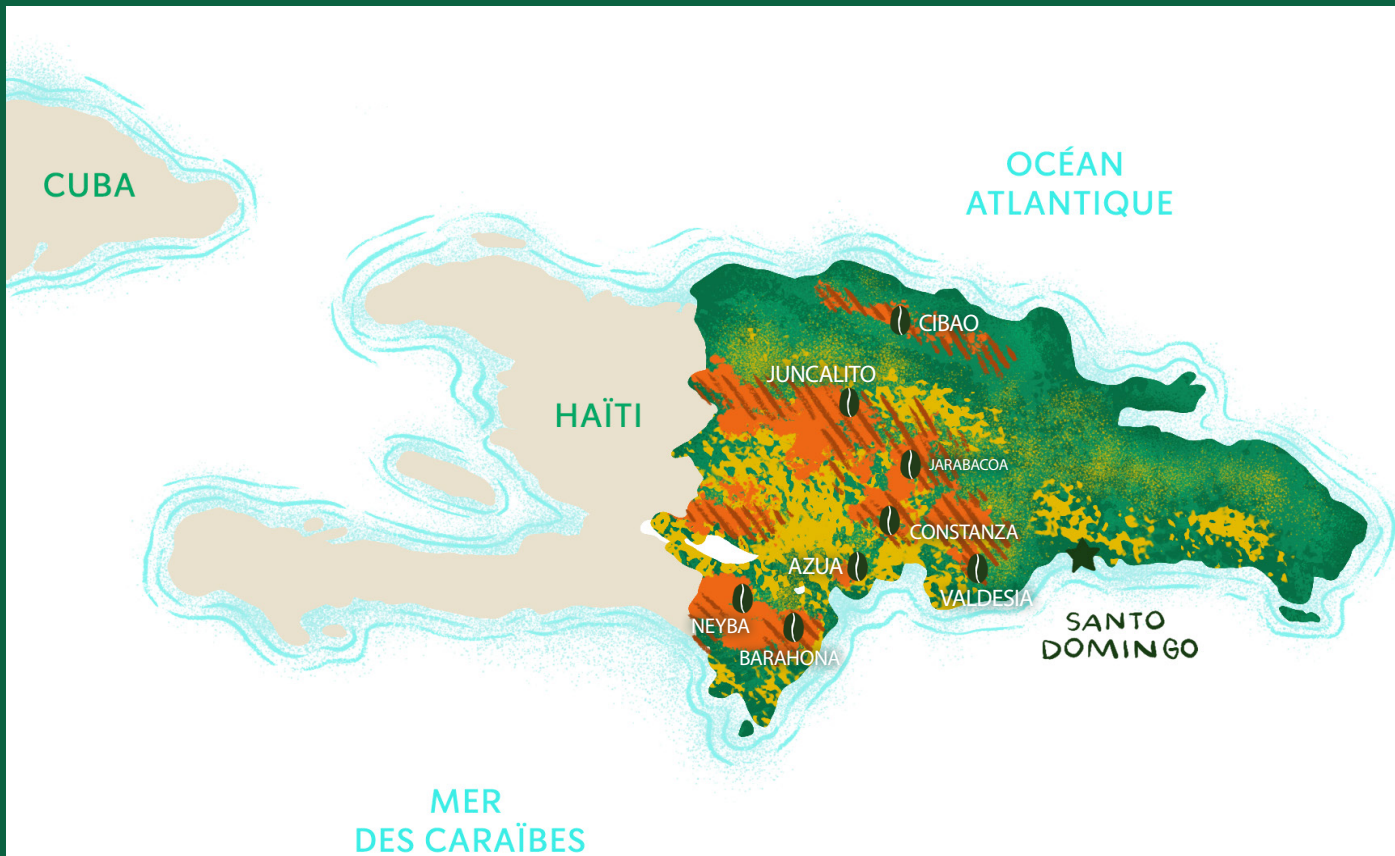 OCÉAN
ATLANTIQUE
CUBA
CIBAO
JUNCALITO
HAÏTI
JARABACOA
CONSTANZA
AZUA
VALDESIA
NEYBA
BARAHONA
SANTO
DOMINGO
MER
DES CARAÏBES